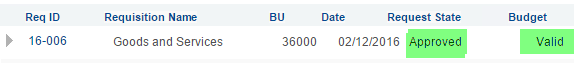 Req ID Requisition Name BU Date Request State Budget
16-006 Goods and Services 36000 02/12/2016 Approved Valid